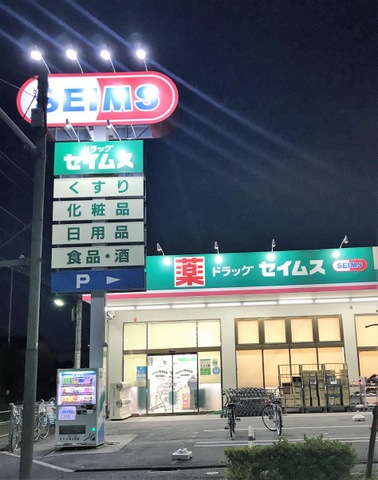 SEIMS
ドラッグ
セイムス
くすり
化粧品
日用品
食品・酒
P
薬 ドラッグ セイムス SEIMS